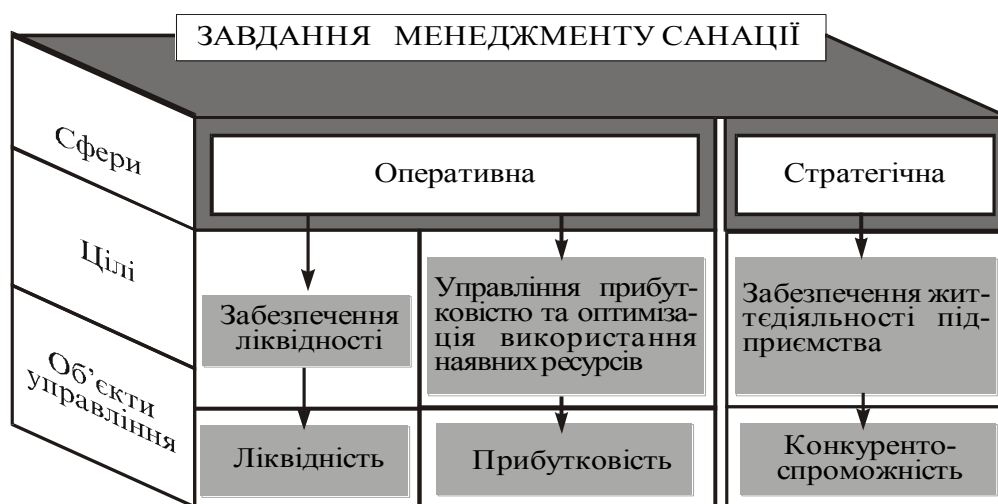 ЗАВДАННЯ МЕНЕДЖМЕНТУ САНАЦІЇ
Сфери
Оперативна
Стратегічна
Цілі
Забезпечення
ліквідності
Управління прибут-
ковістю та оптиміза-
ція використання
наявних ресурсів
Забезпечення жит-
тєдіяльності під-
приємства
Об’єкти
управління
Ліквідність
Прибутковість
Конкуренто-
спроможність